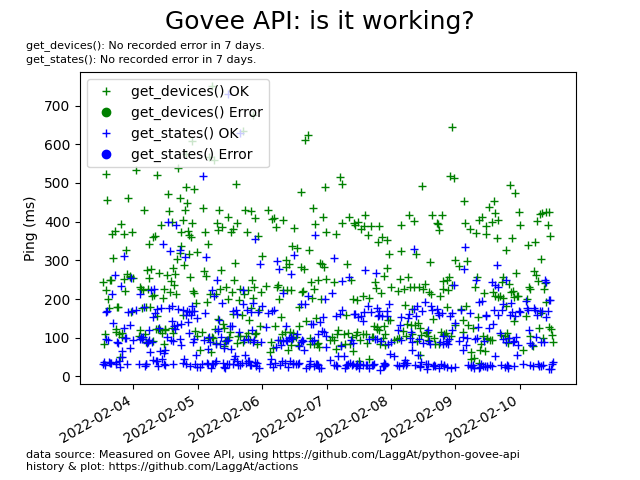 Govee API: is it working?
get_devices(): No recorded error in 7 days.
get_states(): No recorded error in 7 days.
get_devices() OK
get_devices() Error
get_states() OK
get_states() Error
Ping (ms)
700
600
500
400
300
200
100
0
2022-02-04
2022-02-05
2022-02-06
2022-02-07
2022-02-08
2022-02-09
2022-02-10
data source: Measured on Govee API, using https://github.com/LaggAt/python-govee-api
history & plot: https://github.com/LaggAt/actions